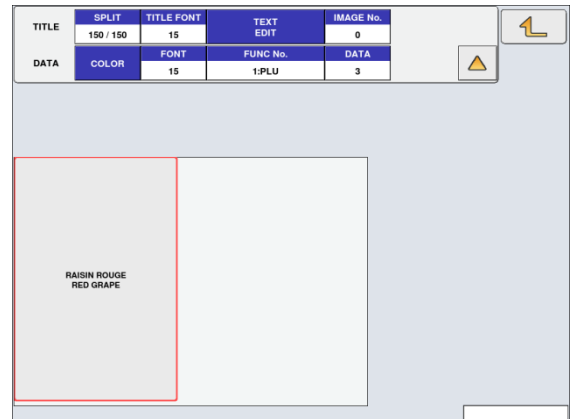 TITLE
SPLIT
150 / 150
TITLE FONT
15
TEXT
EDIT
IMAGE No.
0
DATA
COLOR
FONT
15
FUNC No.
1:PLU
DATA
3
RAISIN ROUGE
RED GRAPE